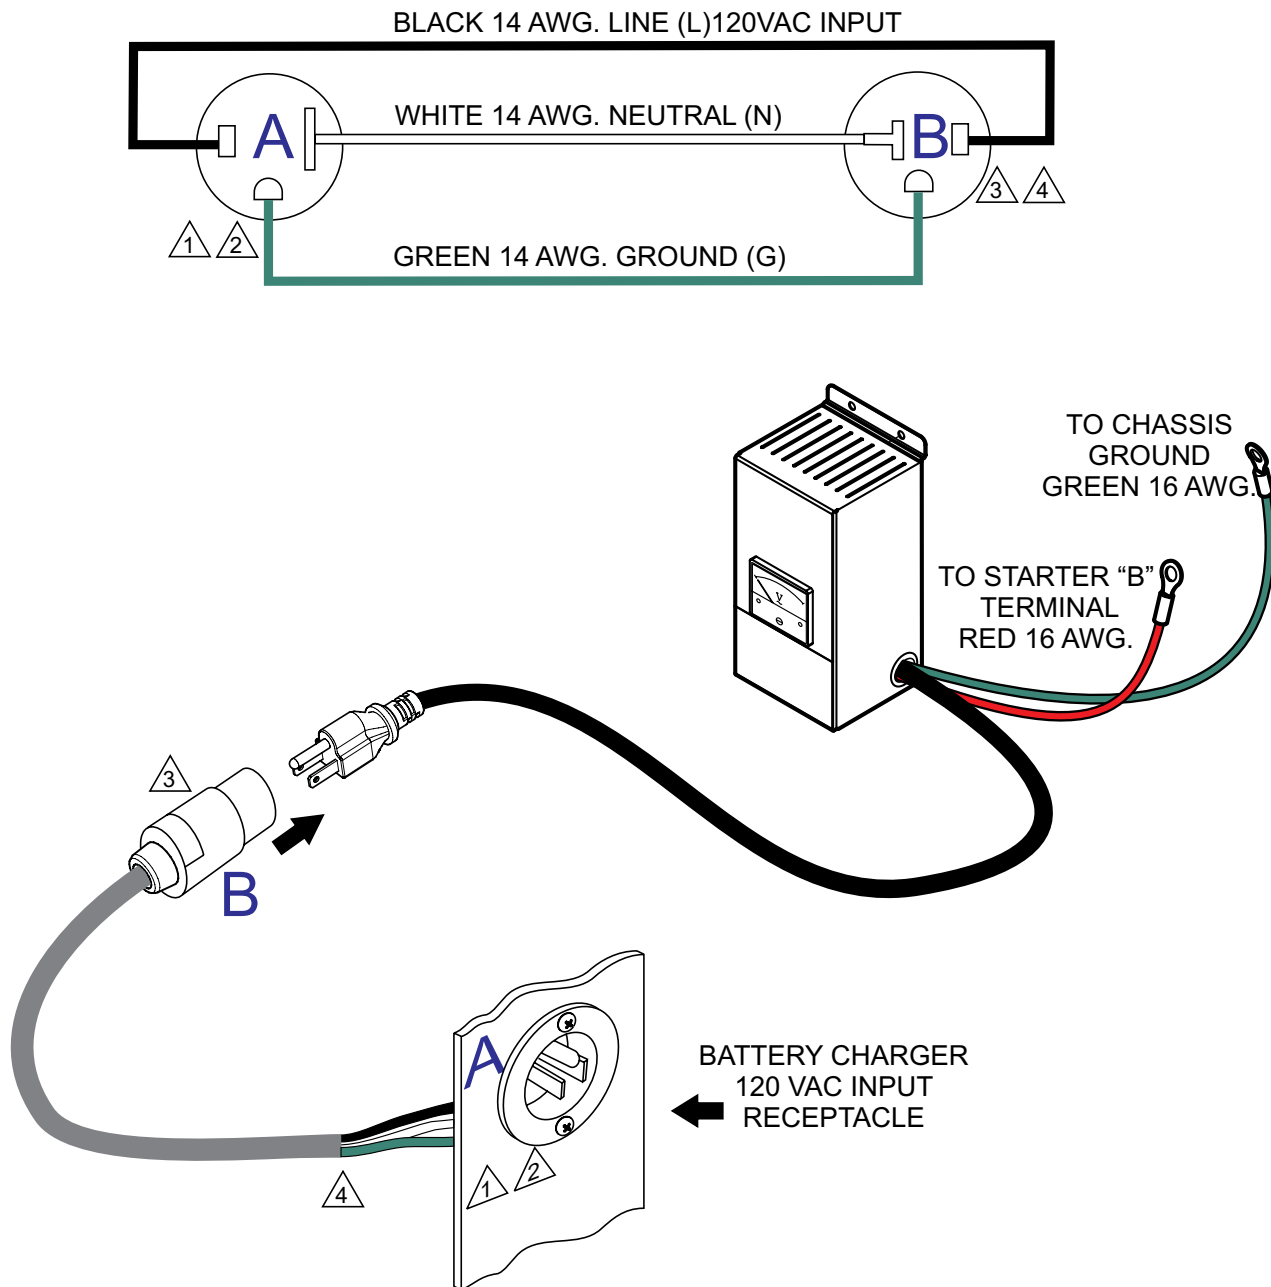 BLACK 14 AWG. LINE (L)120VAC INPUT
A
WHITE 14 AWG. NEUTRAL (N)
B
3 4
1 2
GREEN 14 AWG. GROUND (G)
TO CHASSIS
GROUND
GREEN 16 AWG.
TO STARTER “B”
TERMINAL
RED 16 AWG.
V
3
B
A
BATTERY CHARGER
120 VAC INPUT
RECEPTACLE
1 2
4